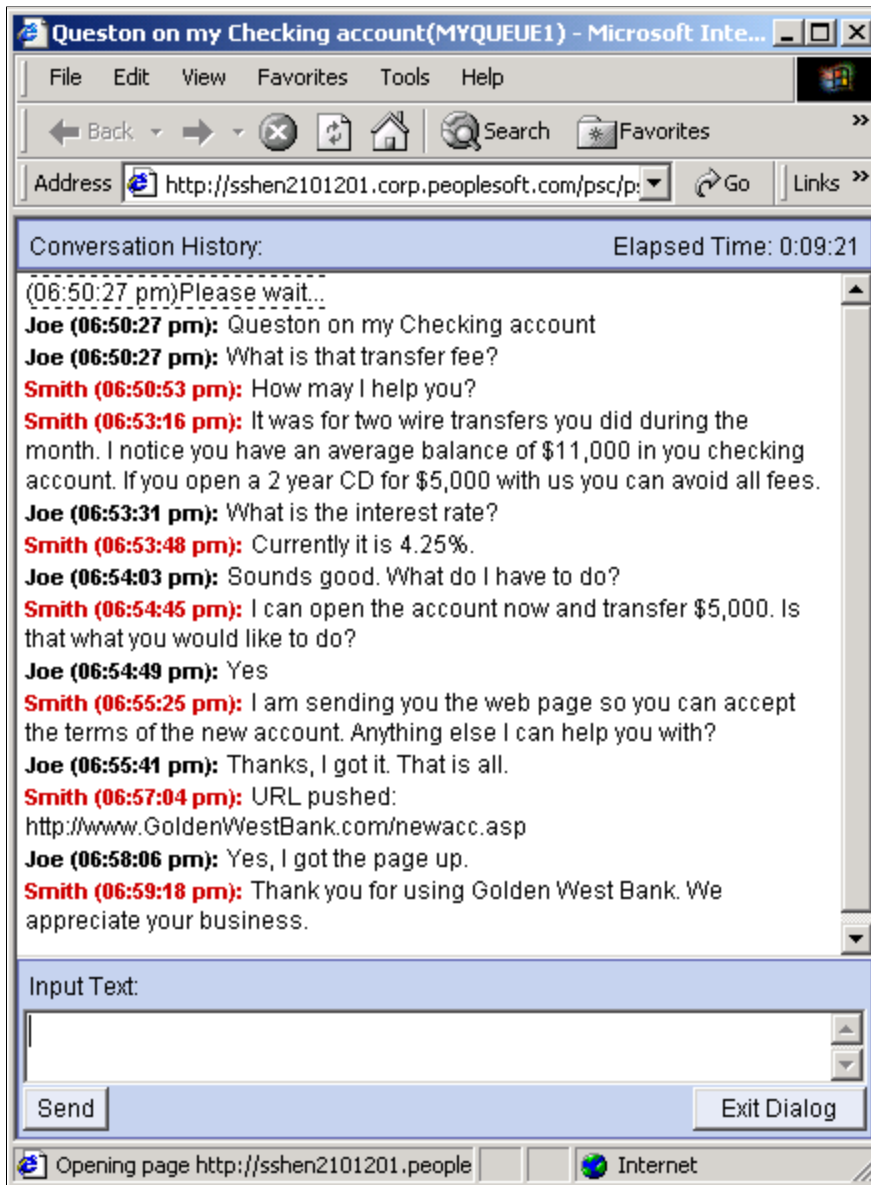 Queston on my Checking account(MYQUEUE1) - Microsoft Inte...
File Edit View Favorites Tools Help
Back Search Favorites »
Address http://sshen2101201.corp.peoplesoft.com/psc/p Go Links »
Conversation History: Elapsed Time: 0:09:21
(06:50:27 pm)Please wait...
Joe (06:50:27 pm): Queston on my Checking account
Joe (06:50:27 pm): What is that transfer fee?
Smith (06:50:53 pm): How may I help you?
Smith (06:53:16 pm): It was for two wire transfers you did during the
month. I notice you have an average balance of $11,000 in you checking
account. If you open a 2 year CD for $5,000 with us you can avoid all fees.
Joe (06:53:31 pm): What is the interest rate?
Smith (06:53:48 pm): Currently it is 4.25%.
Joe (06:54:03 pm): Sounds good. What do I have to do?
Smith (06:54:45 pm): I can open the account now and transfer $5,000. Is
that what you would like to do?
Joe (06:54:49 pm): Yes
Smith (06:55:25 pm): I am sending you the web page so you can accept
the terms of the new account. Anything else I can help you with?
Joe (06:55:41 pm): Thanks, I got it. That is all.
Smith (06:57:04 pm): URL pushed:
http://www.GoldenWestBank.com/newacc.asp
Joe (06:58:06 pm): Yes, I got the page up.
Smith (06:59:18 pm): Thank you for using Golden West Bank. We
appreciate your business.
Input Text:
Send Exit Dialog
Opening page http://sshen2101201.people Internet